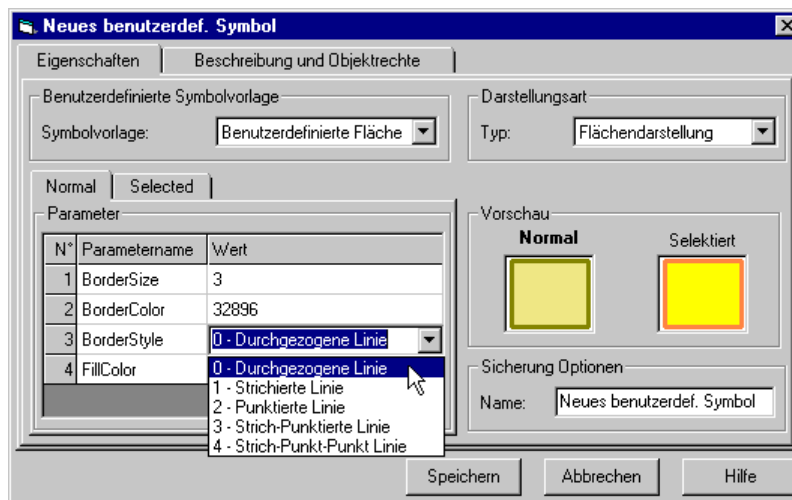 Neues benutzerdef. Symbol
Eigenschaften
Beschreibung und Objektrechte
Benutzerdefinierte Symbolvorlage
Symbolvorlage: Benutzerdefinierte Fläche
Darstellungsart
Typ: Flächendarstellung
Normal
Selected
Parameter
N° Parametername Wert
1 BorderSize 3
2 BorderColor 32896
3 BorderStyle 0 - Durchgezogene Linie
4 FillColor
0 - Durchgezogene Linie
1 - Strichierte Linie
2 - Punktierte Linie
3 - Strich-Punktierte Linie
4 - Strich-Punkt-Punkt Linie
Vorschau
Normal
Selektiert
Sicherung Optionen
Name: Neues benutzerdef. Symbol
Speichern
Abbrechen
Hilfe